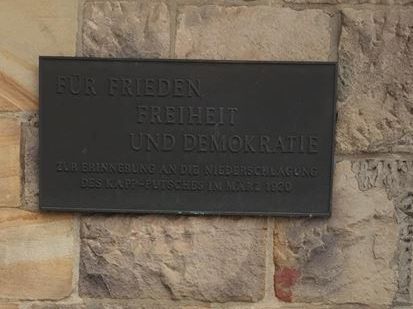 FÜR FRIEDEN
FREIHEIT
UND DEMOKRATIE
ZUR ERINNERUNG AN DIE NIEDERSCHLAGUNG
DES KAPP-PUTSCHES IM MÄRZ 1920